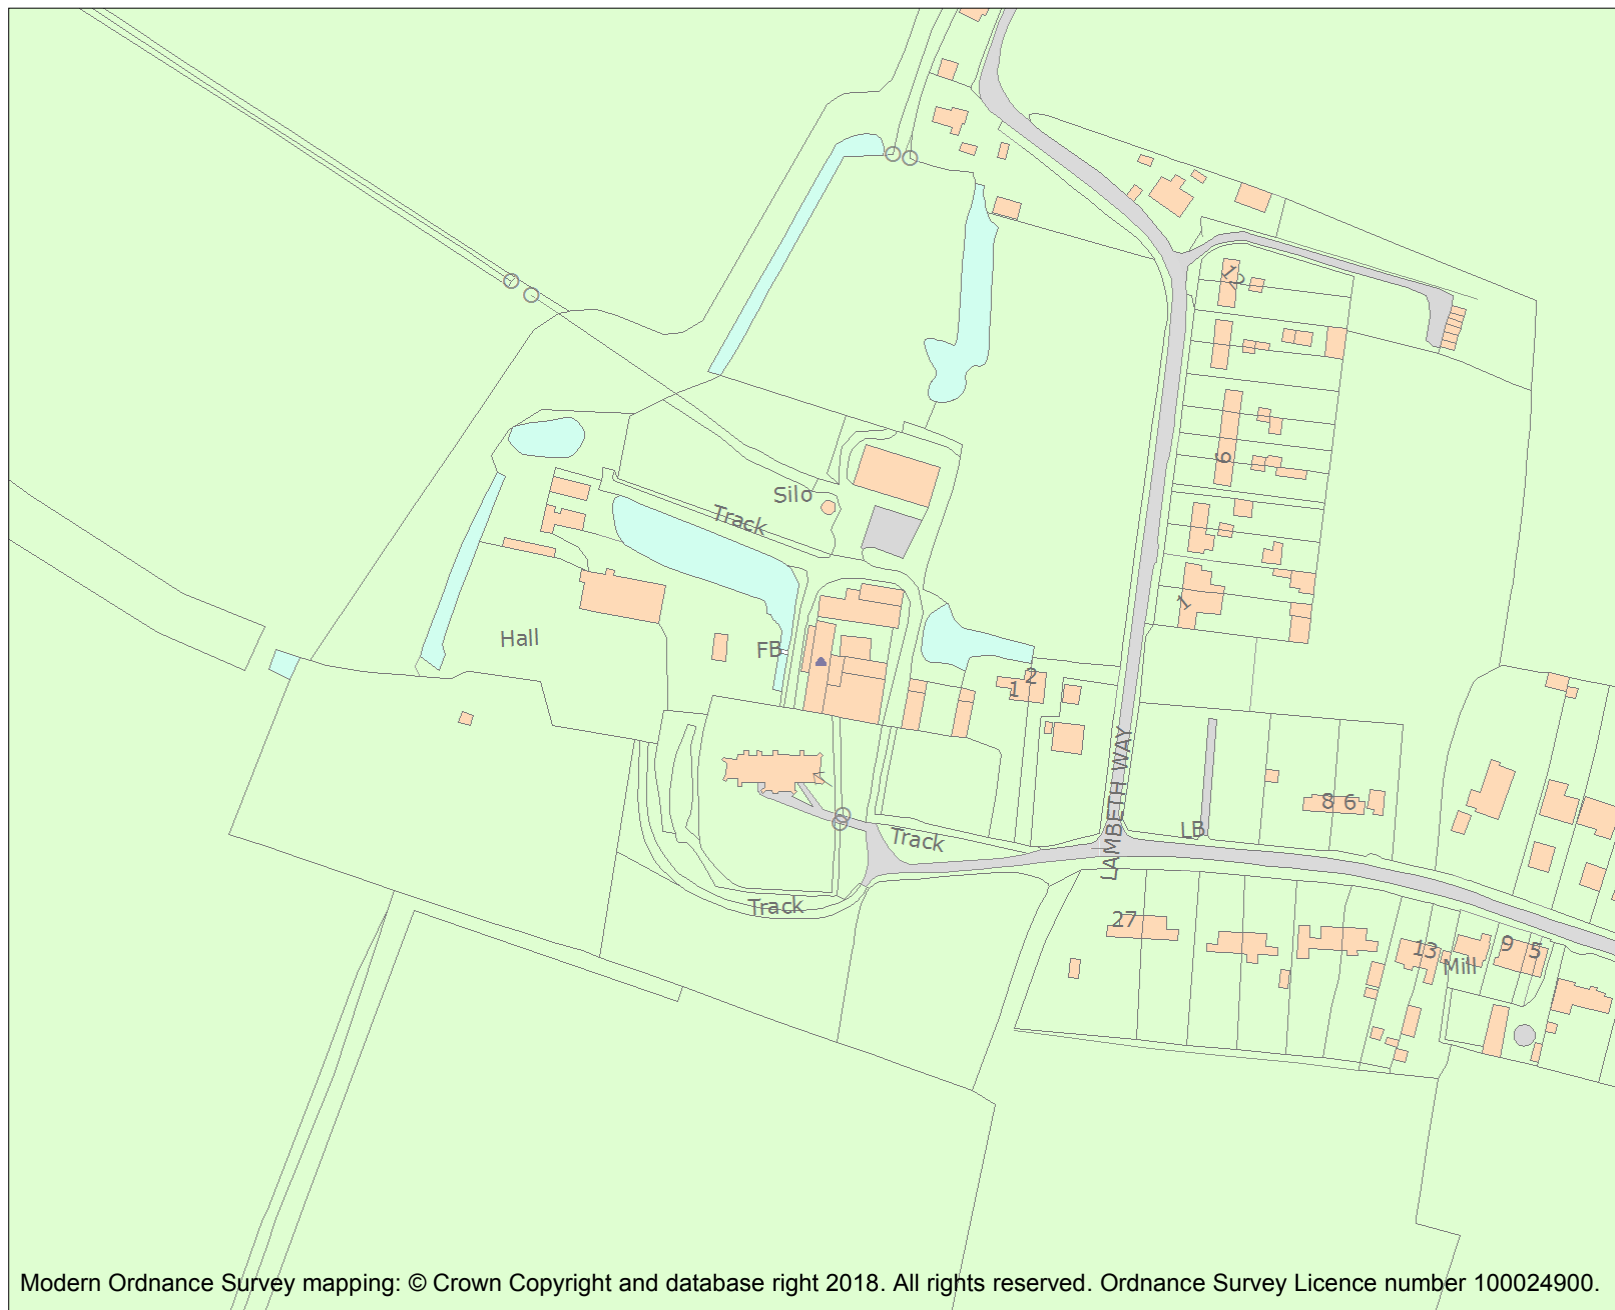 12
6
Silo
Track
1
Hall
FB
2
1
LAMBETH WAY
8 6
LB
Track
Track
27
13
9
5
Mill
Modern Ordnance Survey mapping: © Crown Copyright and database right 2018. All rights reserved. Ordnance Survey Licence number 100024900.